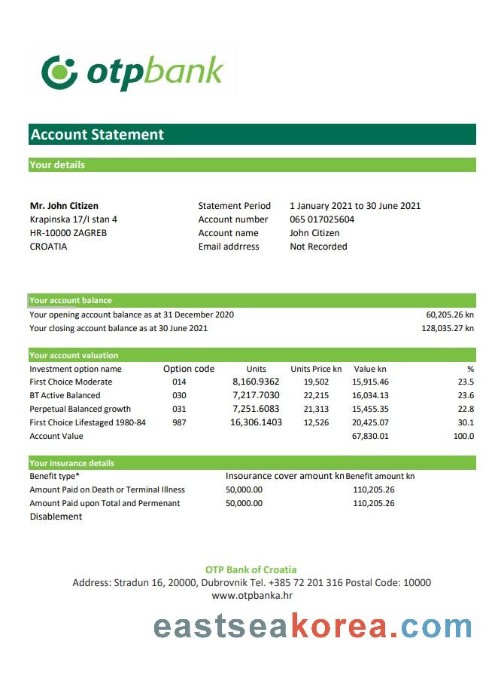 otpbank
Account Statement
Your details
Mr. John Citizen Statement Period 1 January 2021 to 30 June 2021
Krapinska 17/I stan 4 Account number 065 017025604
HR-10000 ZAGREB Account name John Citizen
CROATIA Email addrress Not Recorded
Your account balance
Your opening account balance as at 31 December 2020 60,205.26 kn
Your closing account balance as at 30 June 2021 128,035.27 kn
Your account valuation
Investment option name Option code Units Units Price kn Value kn %
First Choice Moderate 014 8,160.9362 19,502 15,915.46 23.5
BT Active Balanced 030 7,217.7030 22,215 16,034.13 23.6
Perpetual Balanced growth 031 7,251.6083 21,313 15,455.35 22.8
First Choice Lifestaged 1980-84 987 16,306.1403 12,526 20,425.07 30.1
Account Value 67,830.01 100.0
Your insurance details
Benefit type* Insourance cover amount kn Benefit amount kn
Amount Paid on Death or Terminal Illness 50,000.00 110,205.26
Amount Paid upon Total and Permenant 50,000.00 110,205.26
Disablement
OTP Bank of Croatia
Address: Stradun 16, 20000, Dubrovnik Tel. +385 72 201 316 Postal Code: 10000
www.otpbanka.hr
eastseakorea.com